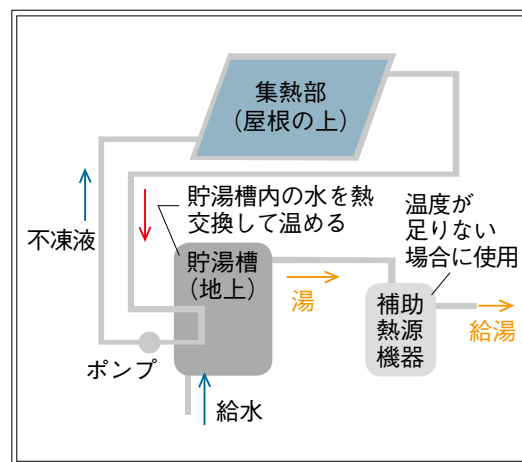 集熱部
(屋根の上)
貯湯槽内の水を熱
交換して温める
温度が
足りない
場合に使用
不凍液
貯湯槽
(地上)
湯
補助
熱源
機器
給湯
ポンプ
給水